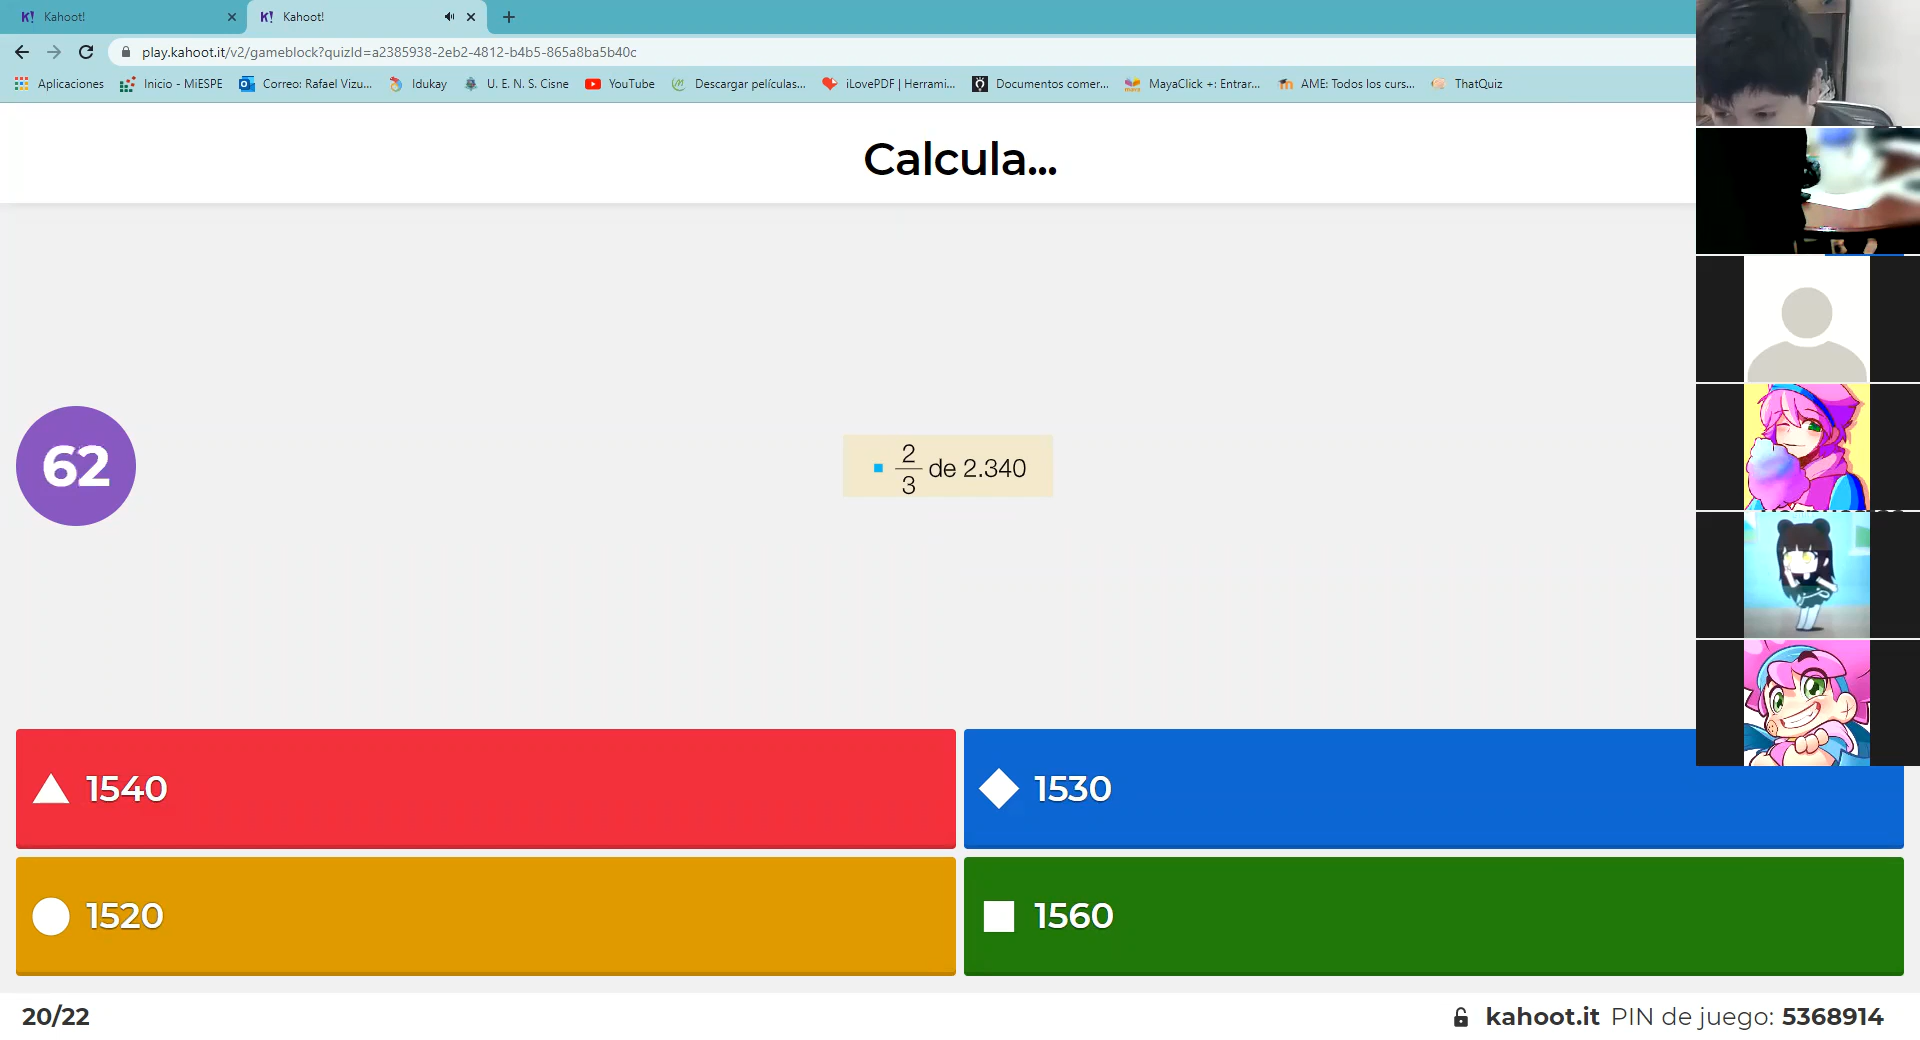 Kahoot!
Kahoot!
play.kahoot.it/v2/gameblock?quizId=a2385938-2eb2-4812-b4b5-865a8ba5b40c
Aplicaciones
Inicio - MiESPE
Correo: Rafael Vizu...
Idukay
U. E. N. S. Cisne
YouTube
Descargar películas...
iLovePDF | Herrami...
Documentos comer...
MayaClick +: Entrar...
AME: Todos los curs...
ThatQuiz
Calcula...
62
2/3 de 2.340
1540
1530
1520
1560
20/22
kahoot.it PIN de juego: 5368914